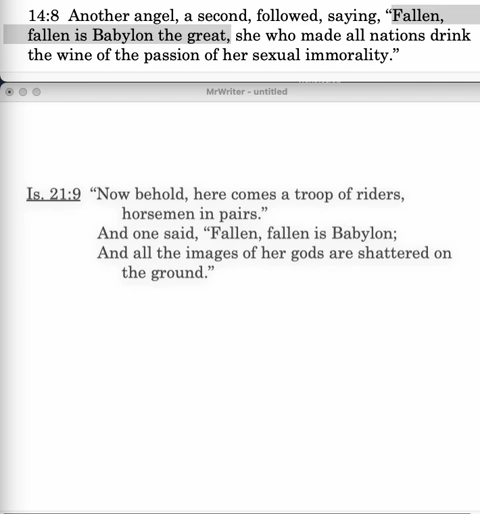 14:8 Another angel, a second, followed, saying, “Fallen,
fallen is Babylon the great, she who made all nations drink
the wine of the passion of her sexual immorality.”
MrWriter - untitled
Is. 21:9 “Now behold, here comes a troop of riders,
horsemen in pairs.”
And one said, “Fallen, fallen is Babylon;
And all the images of her gods are shattered on
the ground.”